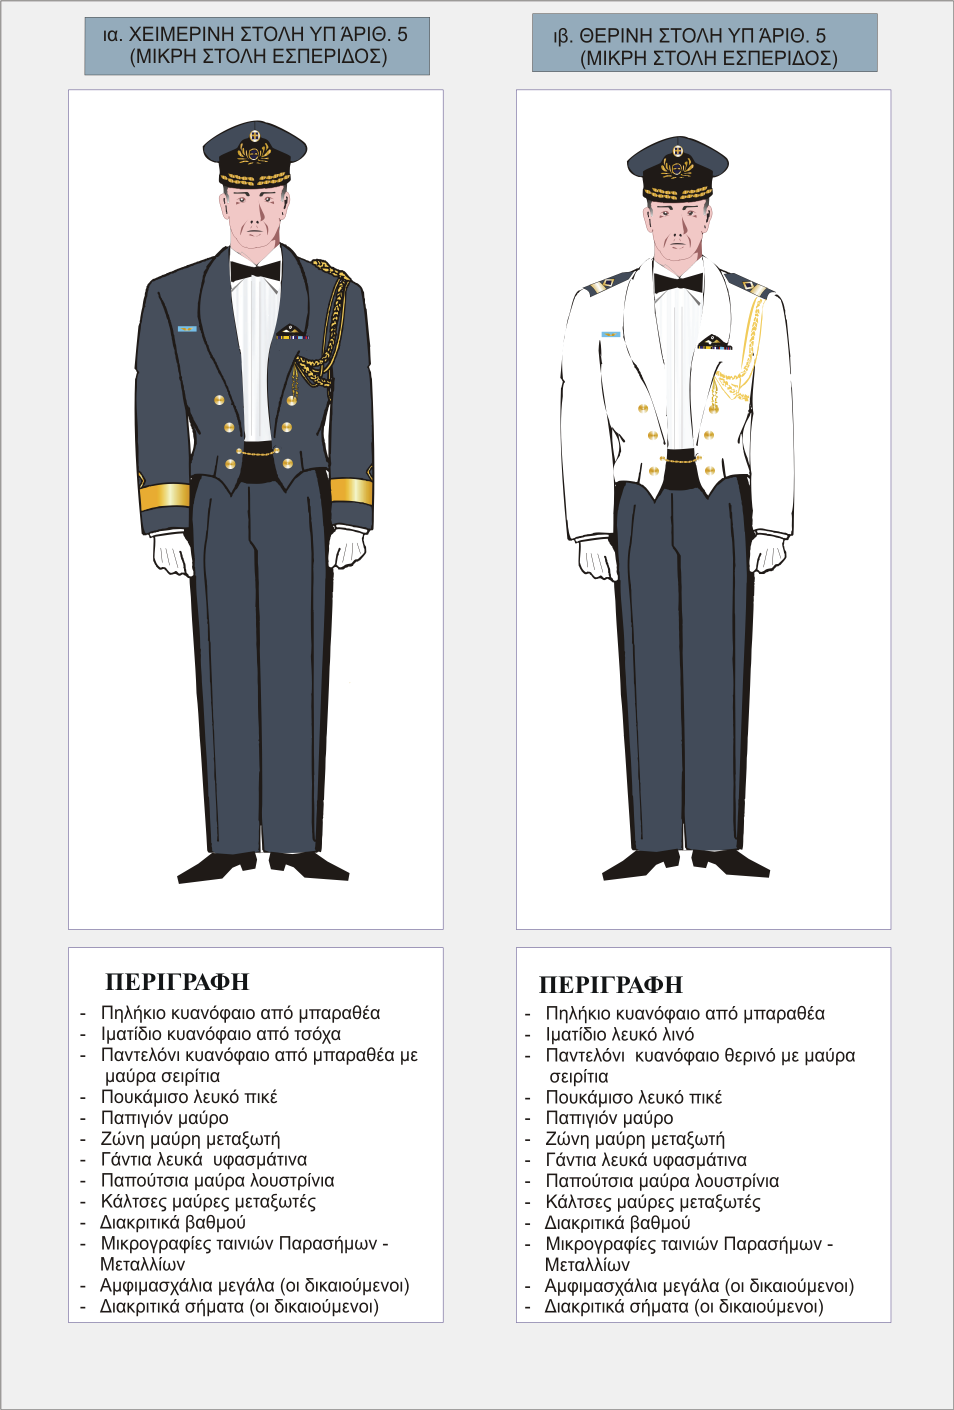 ια. ΧΕΙΜΕΡΙΝΗ ΣΤΟΛΗ ΥΠ ΆΡΙΘ. 5
(ΜΙΚΡΗ ΣΤΟΛΗ ΕΣΠΕΡΙΔΟΣ)
ιβ. ΘΕΡΙΝΗ ΣΤΟΛΗ ΥΠ ΆΡΙΘ. 5
(ΜΙΚΡΗ ΣΤΟΛΗ ΕΣΠΕΡΙΔΟΣ)
ΠΕΡΙΓΡΑΦΗ
- Πηλήκιο κυανόφαιο από μπαραθέα
- Ιματίδιο κυανόφαιο από τσόχα
- Παντελόνι κυανόφαιο από μπαραθέα με
μαύρα σειρίτια
- Πουκάμισο λευκό πικέ
- Παπιγιόν μαύρο
- Ζώνη μαύρη μεταξωτή
- Γάντια λευκά υφασμάτινα
- Παπούτσια μαύρα λουστρίνια
- Κάλτσες μαύρες μεταξωτές
- Διακριτικά βαθμού
- Μικρογραφίες ταινιών Παρασήμων -
Μεταλλίων
- Αμφιμασχάλια μεγάλα (οι δικαιούμενοι)
- Διακριτικά σήματα (οι δικαιούμενοι)
ΠΕΡΙΓΡΑΦΗ
- Πηλήκιο κυανόφαιο από μπαραθέα
- Ιματίδιο λευκό λινό
- Παντελόνι κυανόφαιο θερινό με μαύρα
σειρίτια
- Πουκάμισο λευκό πικέ
- Παπιγιόν μαύρο
- Ζώνη μαύρη μεταξωτή
- Γάντια λευκά υφασμάτινα
- Παπούτσια μαύρα λουστρίνια
- Κάλτσες μαύρες μεταξωτές
- Διακριτικά βαθμού
- Μικρογραφίες ταινιών Παρασήμων -
Μεταλλίων
- Αμφιμασχάλια μεγάλα (οι δικαιούμενοι)
- Διακριτικά σήματα (οι δικαιούμενοι)